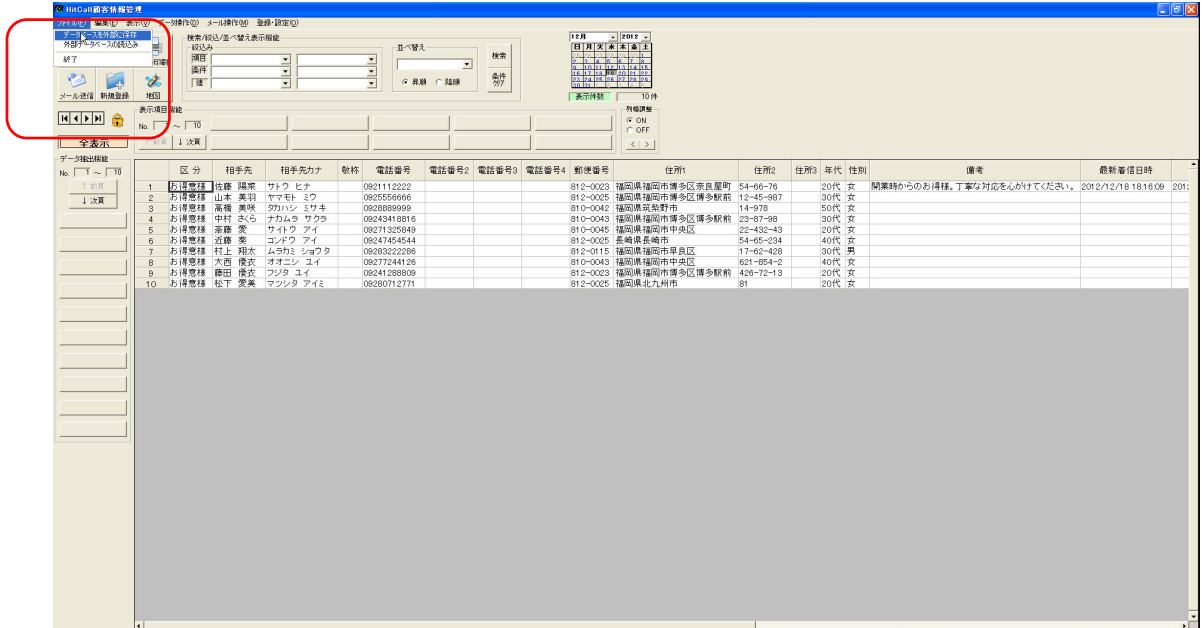 HitCall顧客情報管理
ファイル(F) 編集(E) 表示(V) データ操作(D) メール操作(M) 登録・設定(O)
データベースを外部に保存
外部データベースの読込み
終了
メール送信 新規登録 地図
全表示
データ抽出機能
No. 1 ～ 10
↑ 前頁
↓ 次頁
検索/絞込/並べ替え表示機能
絞込み
項目
条件
値
並べ替え
昇順 降順
検索
条件
クリア
12月 2012
日 月 火 水 木 金 土
表示件数 10 件
表示項目機能
No. 1 ～ 10
↑ 前頁 ↓ 次頁
列幅調整
ON
OFF
< >
区 分 相手先 相手先カナ 敬称 電話番号 電話番号2 電話番号3 電話番号4 郵便番号 住所1 住所2 住所3 年代 性別 備考 最新着信日時
1 お得意様 佐藤 陽菜 サトウ ヒナ 0921112222 812-0023 福岡県福岡市博多区奈良屋町 54-66-76 20代 女 開業時からのお得様。丁寧な対応を心がけてください。 2012/12/18 18:16:09
2 お得意様 山本 美羽 ヤマモト ミウ 0925556666 812-0025 福岡県福岡市博多区博多駅前 12-45-987 30代 女
3 お得意様 高橋 美咲 タカハシ ミサキ 0928889999 810-0042 福岡県筑紫野市 14-978 50代 女
4 お得意様 中村 さくら ナカムラ サクラ 09243418816 810-0043 福岡県福岡市博多区博多駅前 23-87-98 30代 女
5 お得意様 斎藤 愛 サイトウ アイ 09271325849 810-0045 福岡県福岡市中央区 22-432-43 20代 女
6 お得意様 近藤 葵 コンドウ アイ 09247454544 812-0025 長崎県長崎市 54-65-234 40代 女
7 お得意様 村上 翔太 ムラカミ ショウタ 09283222286 812-0115 福岡県福岡市早良区 17-62-428 30代 男
8 お得意様 大西 優衣 オオニシ ユイ 09277244126 810-0043 福岡県福岡市中央区 621-854-2 40代 女
9 お得意様 藤田 優衣 フジタ ユイ 09241288809 812-0023 福岡県福岡市博多区博多駅前 426-72-13 20代 女
10 お得意様 松下 愛美 マツシタ アイミ 09280712771 812-0025 福岡県北九州市 81 20代 女